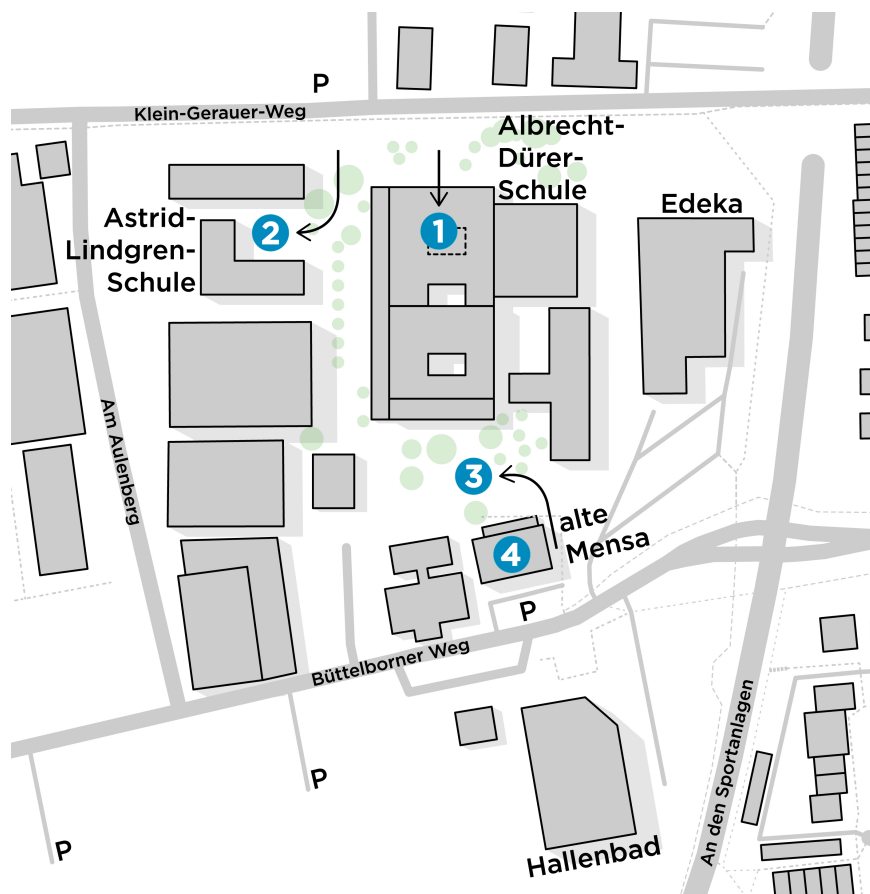 P
Klein-Gerauer-Weg
Albrecht-
Dürer-
Schule
Astrid-
Lindgren-
Schule
2
1
Edeka
Am Aulenberg
3
alte
Mensa
4
P
Büttelborner Weg
An den Sportanlagen
P
P
Hallenbad